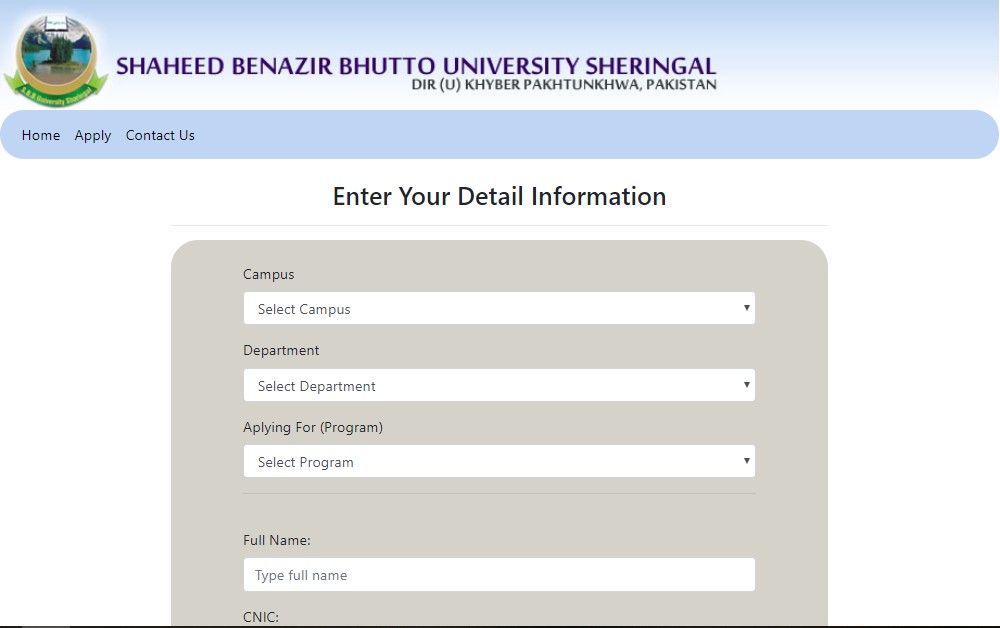 S.B.B University Sheringal
SHAHEED BENAZIR BHUTTO UNIVERSITY SHERINGAL
DIR (U) KHYBER PAKHTUNKHWA, PAKISTAN
Home Apply Contact Us
Enter Your Detail Information
Campus
Select Campus
Department
Select Department
Aplying For (Program)
Select Program
Full Name:
Type full name
CNIC: